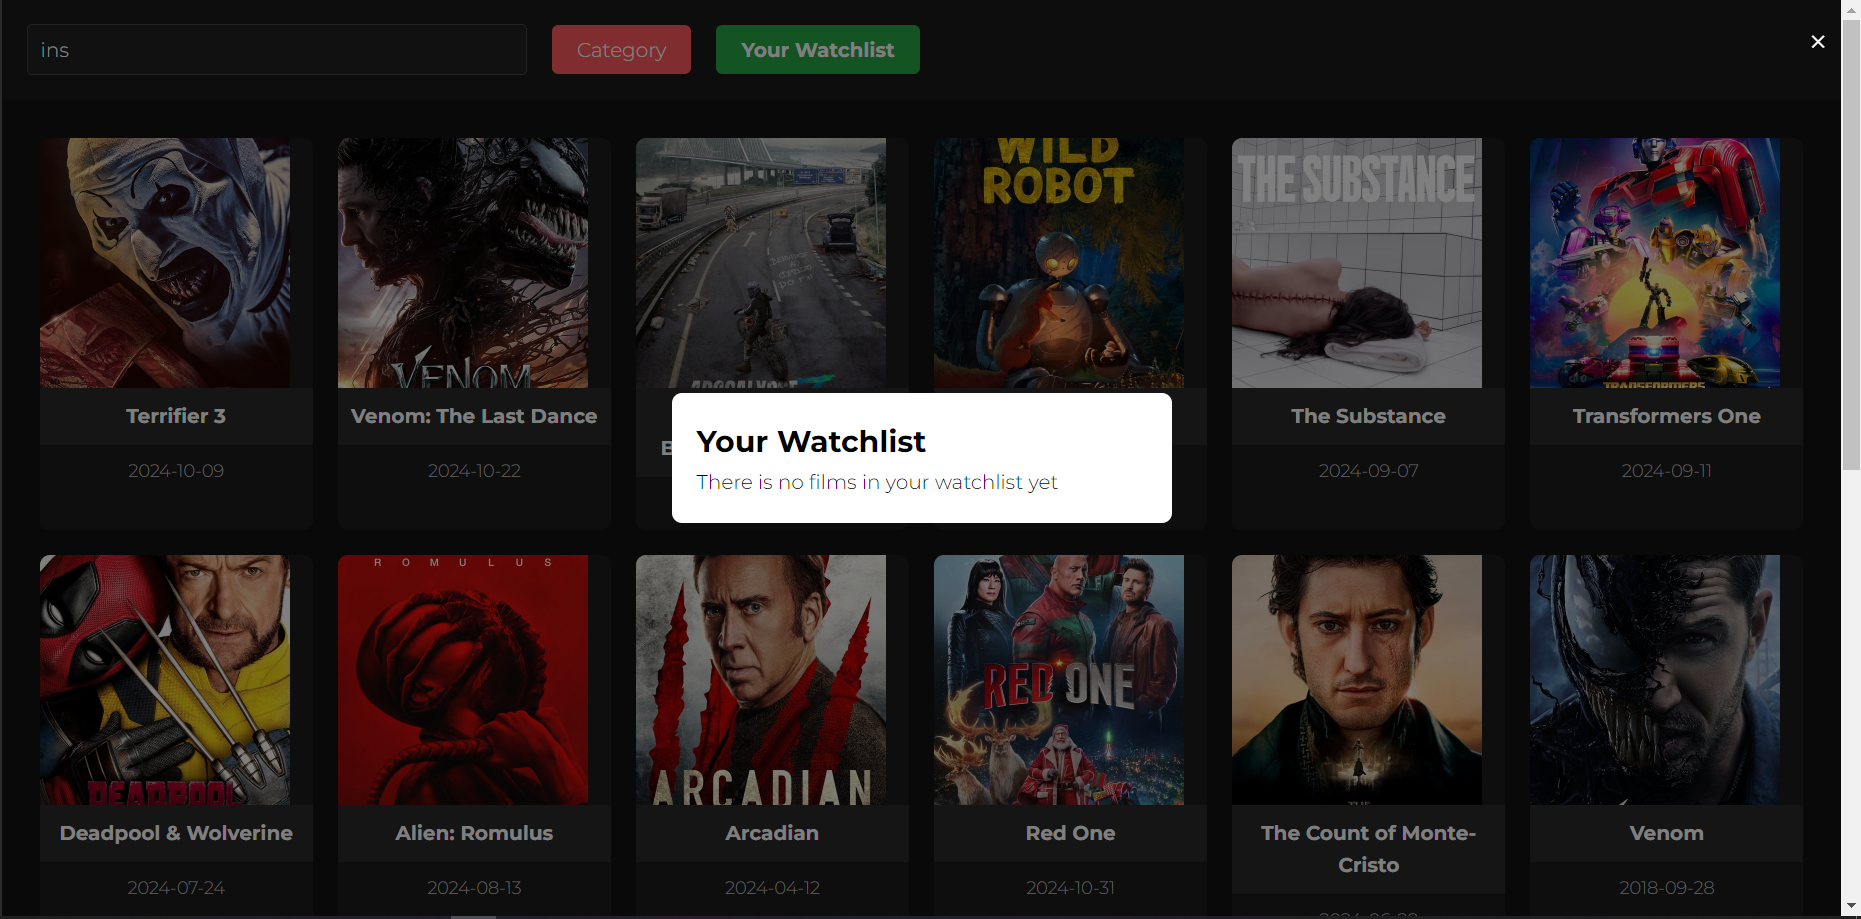 ins
Category
Your Watchlist
WILD
ROBOT
THE SUBSTANCE
VENOM
TRANSFORMERS
Terrifier 3
Venom: The Last Dance
B
The Substance
Transformers One
2024-10-09
2024-10-22
2024-09-07
2024-09-11
Your Watchlist
There is no films in your watchlist yet
ROMULUS
RED ONE
ARCADIAN
DEADPOOL
THE
Deadpool & Wolverine
Alien: Romulus
Arcadian
Red One
The Count of Monte-
Cristo
Venom
2024-07-24
2024-08-13
2024-04-12
2024-10-31
2018-09-28